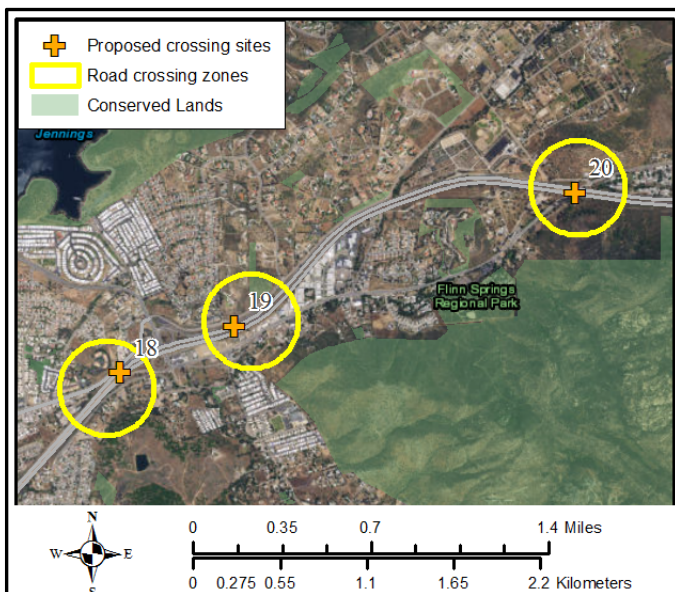 Proposed crossing sites
Road crossing zones
Conserved Lands
Jennings
20
19
Flinn Springs
Regional Park
18
N
W E
S
0 0.35 0.7 1.4 Miles
0 0.275 0.55 1.1 1.65 2.2 Kilometers